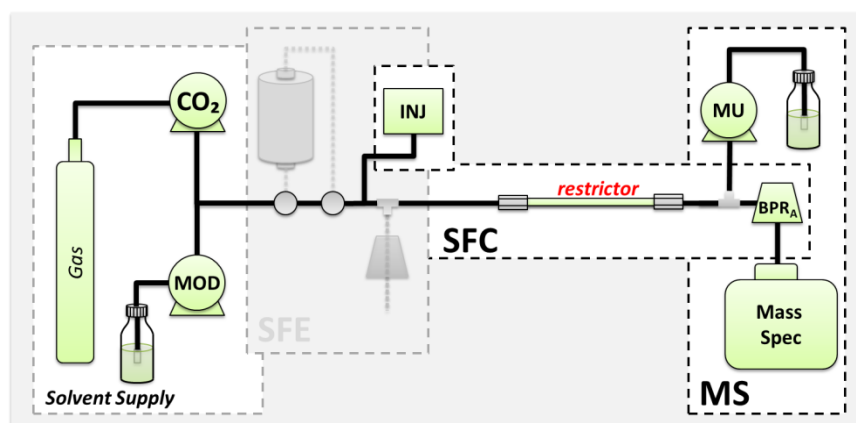 CO₂
INJ
MU
restrictor
Gas
BPRA
SFC
MOD
SFE
Mass
Spec
Solvent Supply
MS